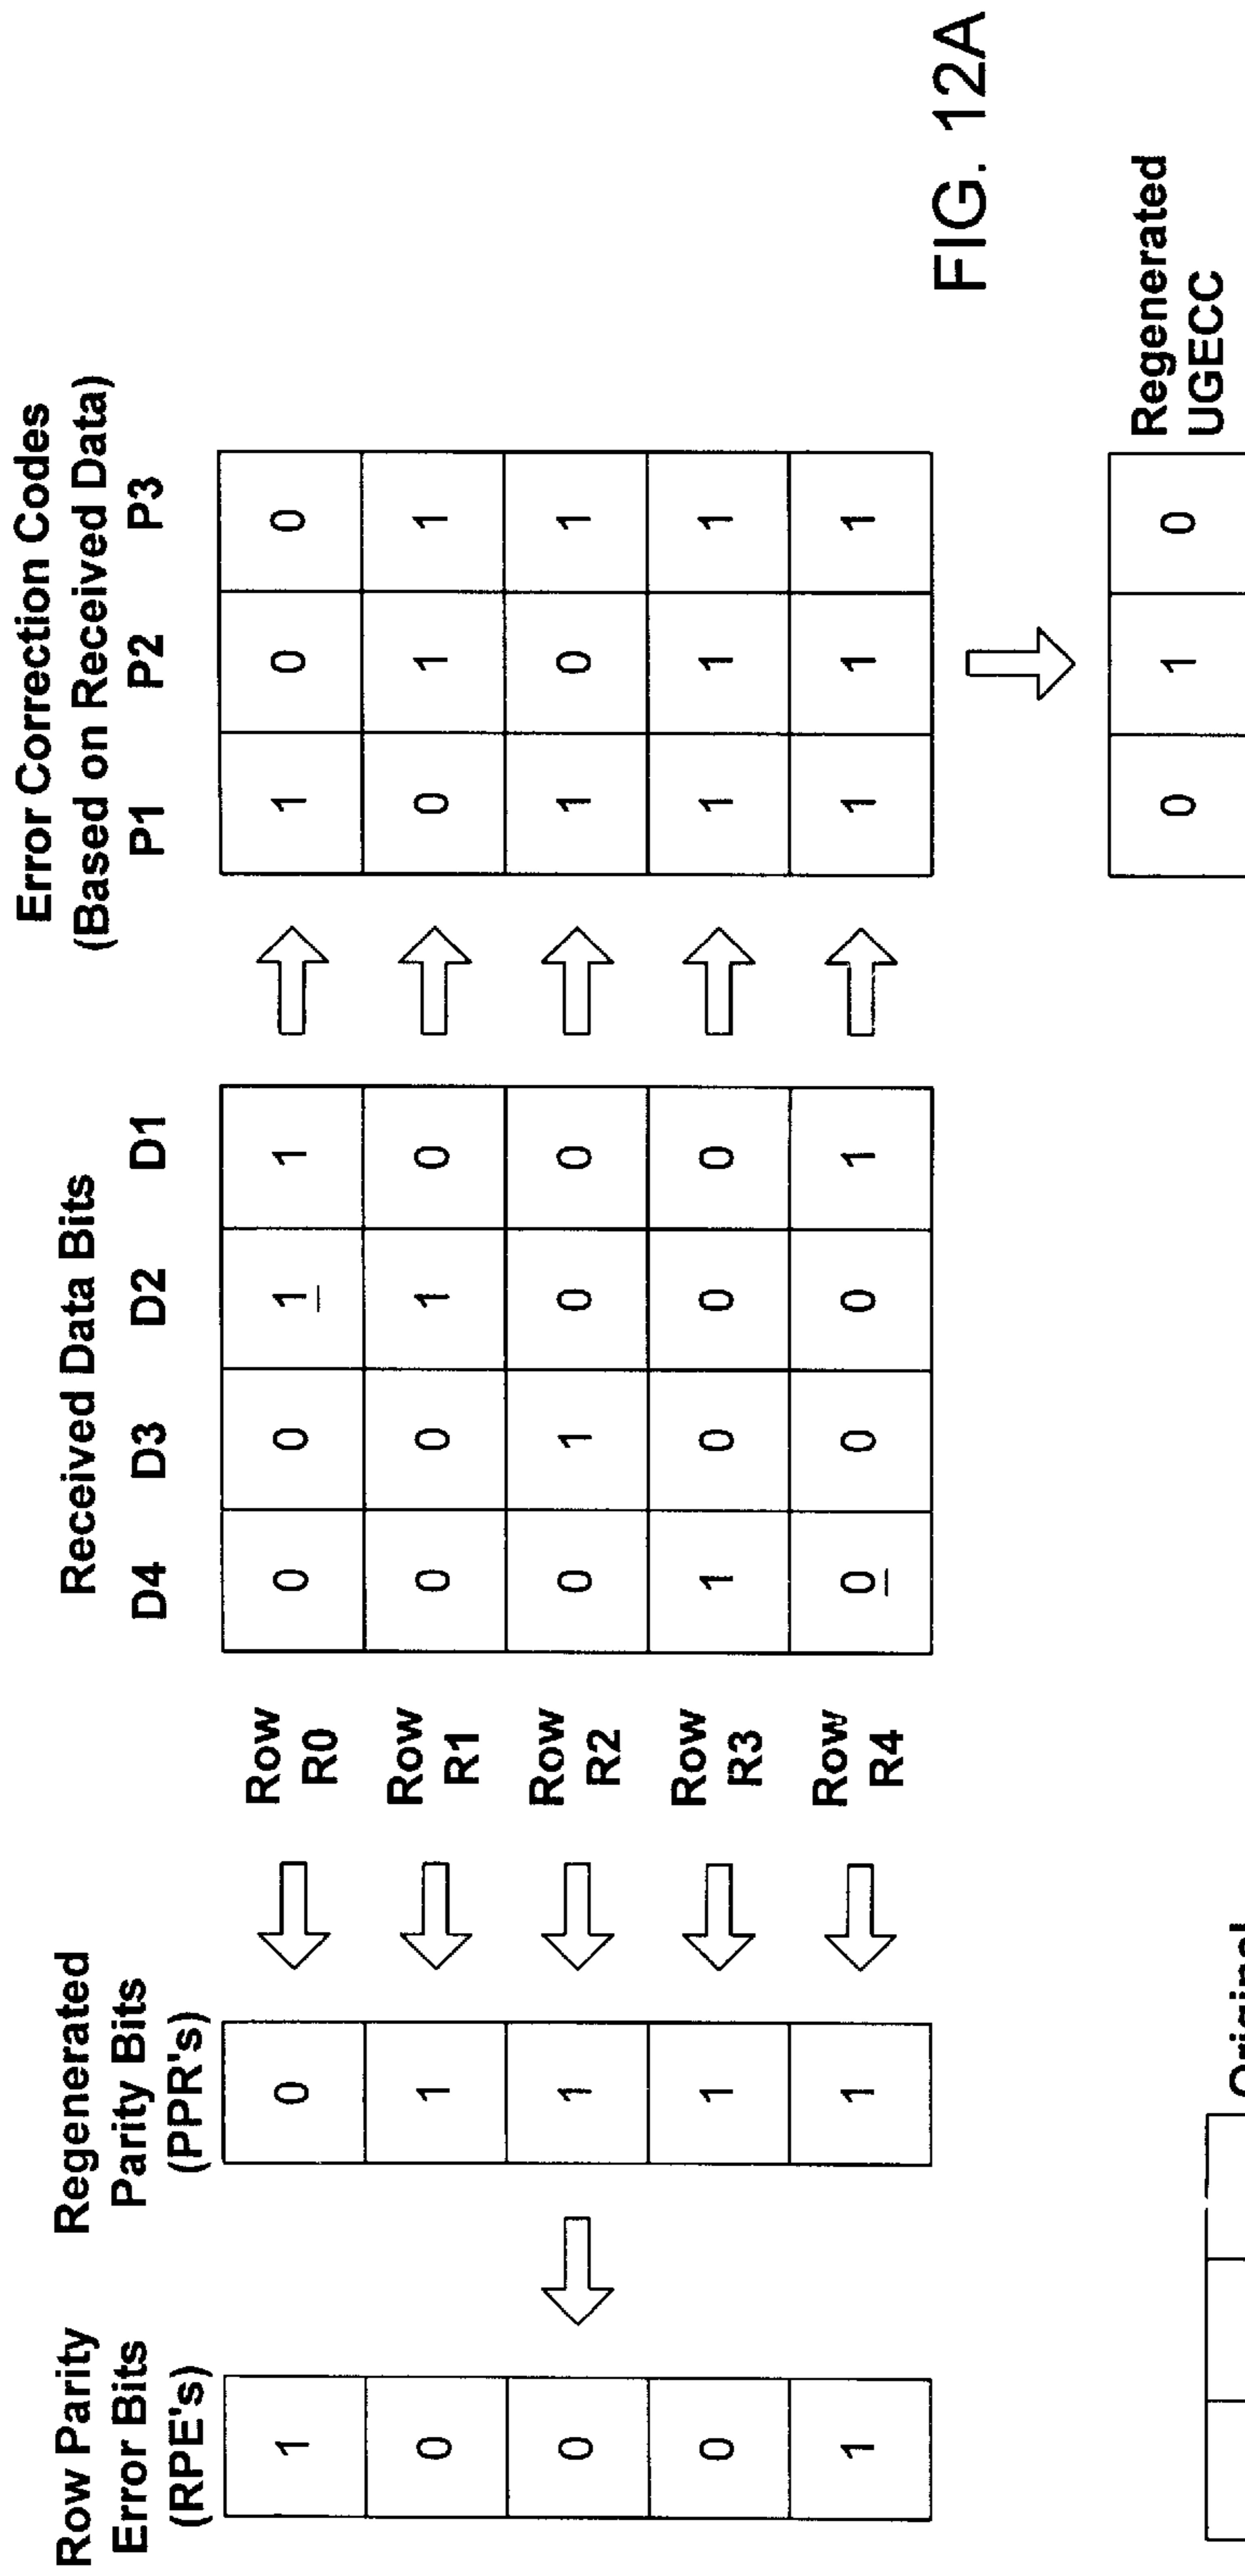 Row Parity
Error Bits
(RPE's)
Regenerated
Parity Bits
(PPR's)
Received Data Bits
D4 D3 D2 D1
Error Correction Codes
(Based on Received Data)
P1 P2 P3
1 0 Row R0 0 0 1 1 1 0 0
0 1 Row R1 0 0 1 0 0 1 1
0 1 Row R2 0 1 0 0 1 0 1
0 1 Row R3 1 0 0 0 1 1 1
1 1 Row R4 0 0 0 1 1 1 1
FIG. 12A
0 1 0
Regenerated
UGECC
Original